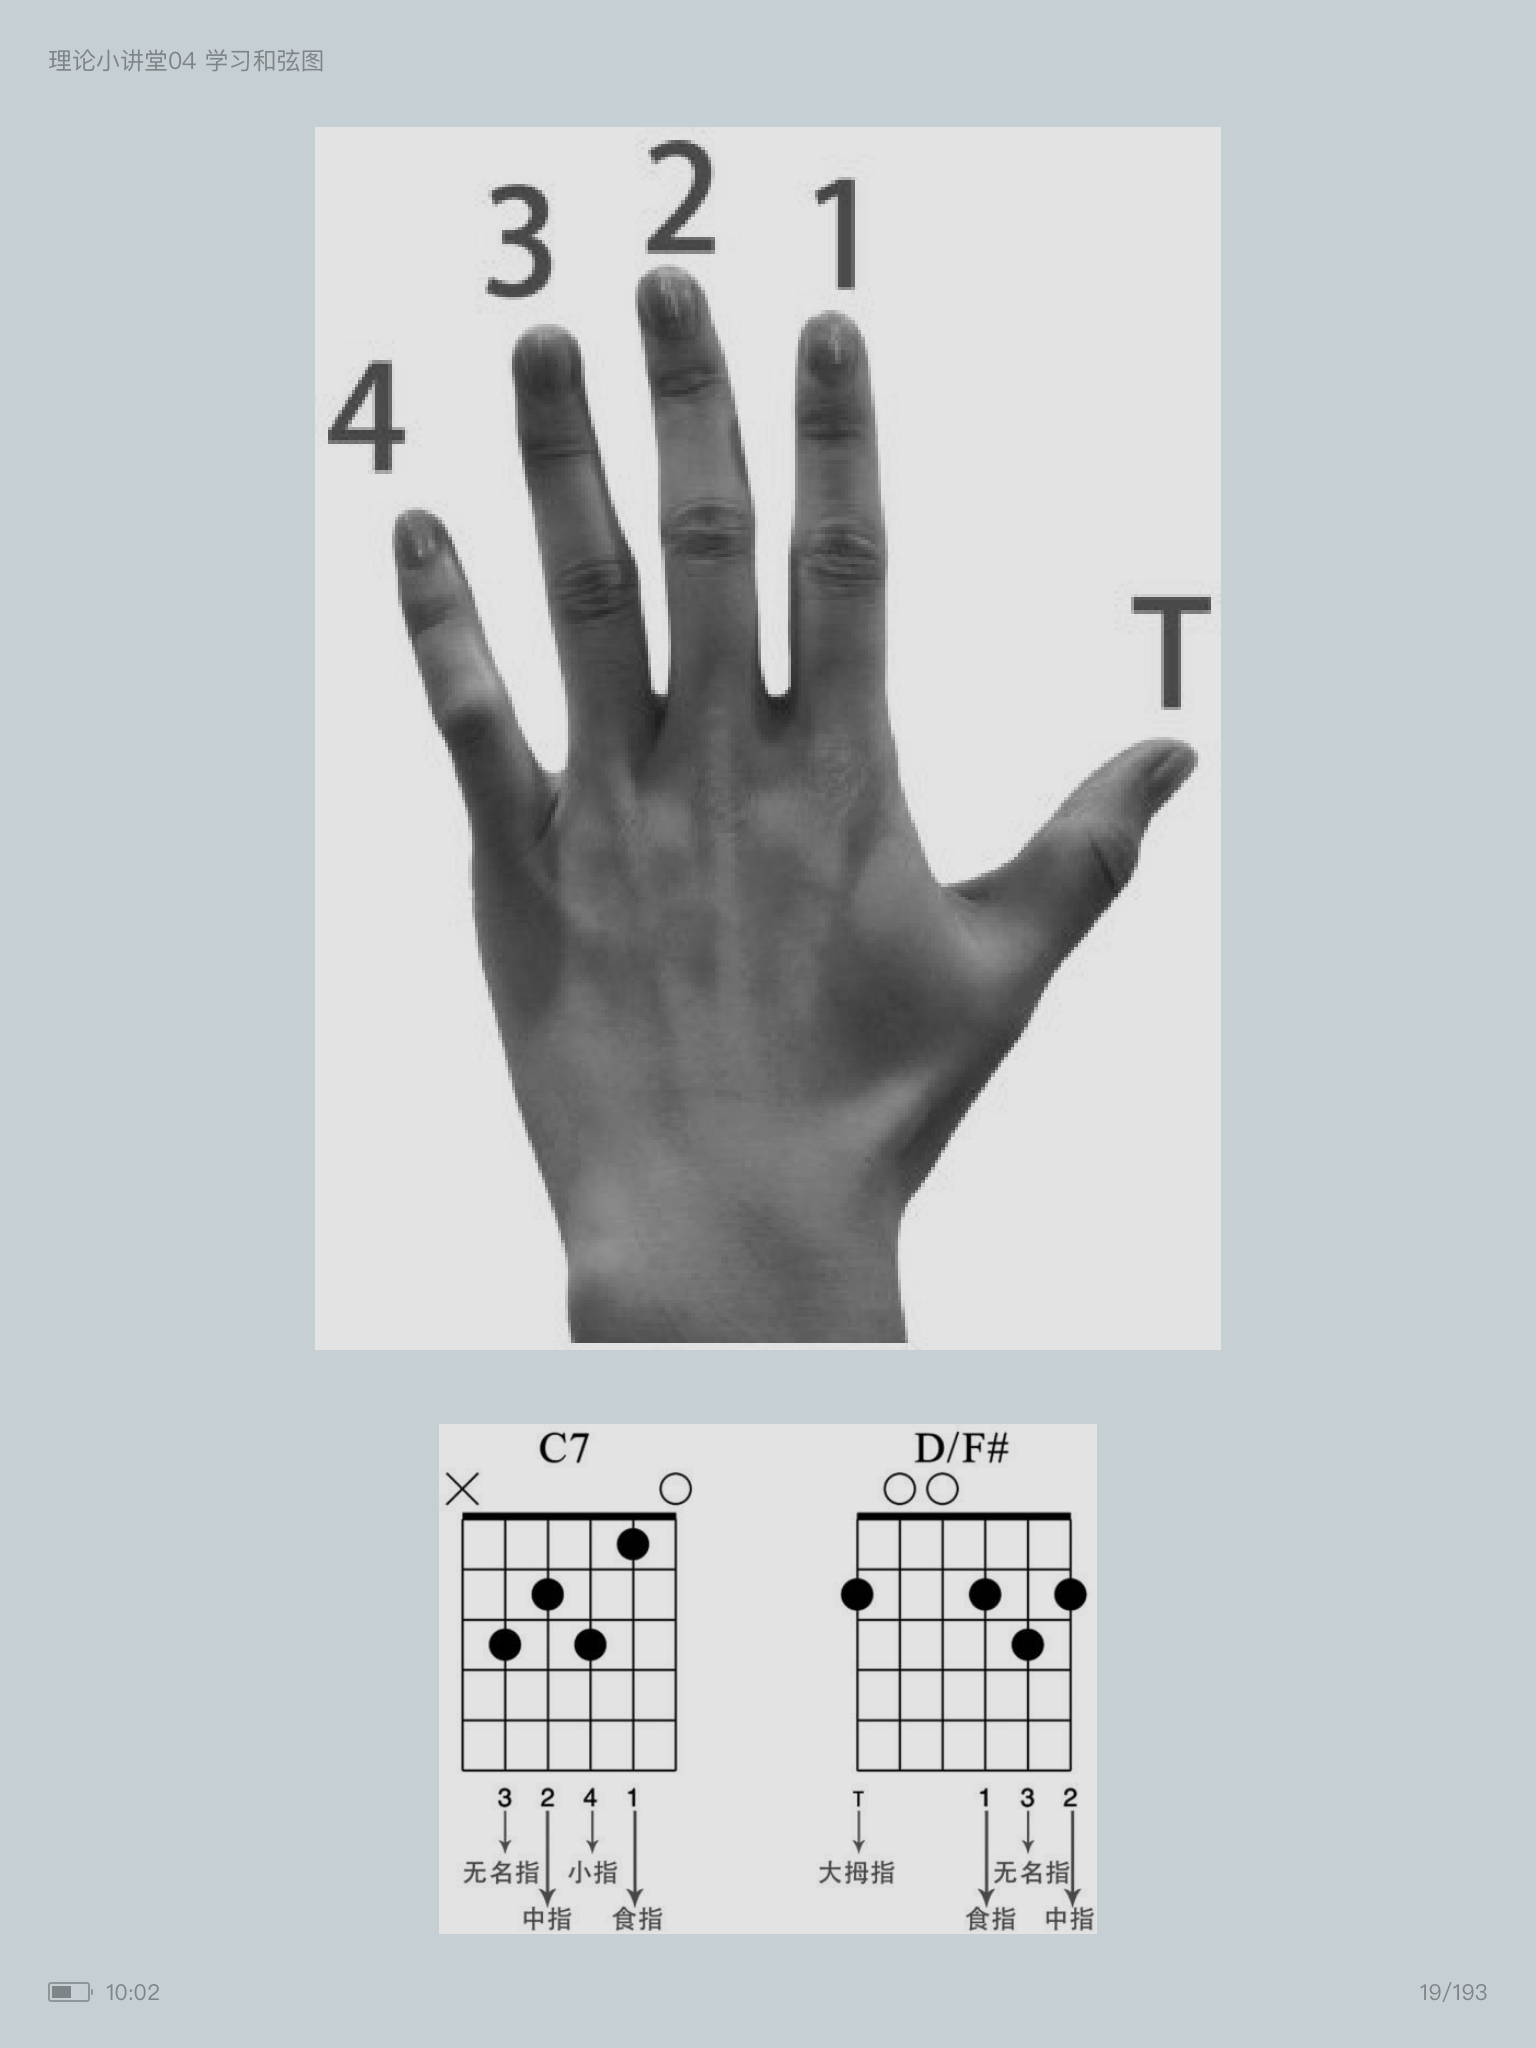 理论小讲堂04 学习和弦图
2
1
3
4
T
C7 D/F#
3 2 4 1 T 1 3 2
无名指 小指 大拇指 无名指
中指 食指 食指 中指
10:02 19/193